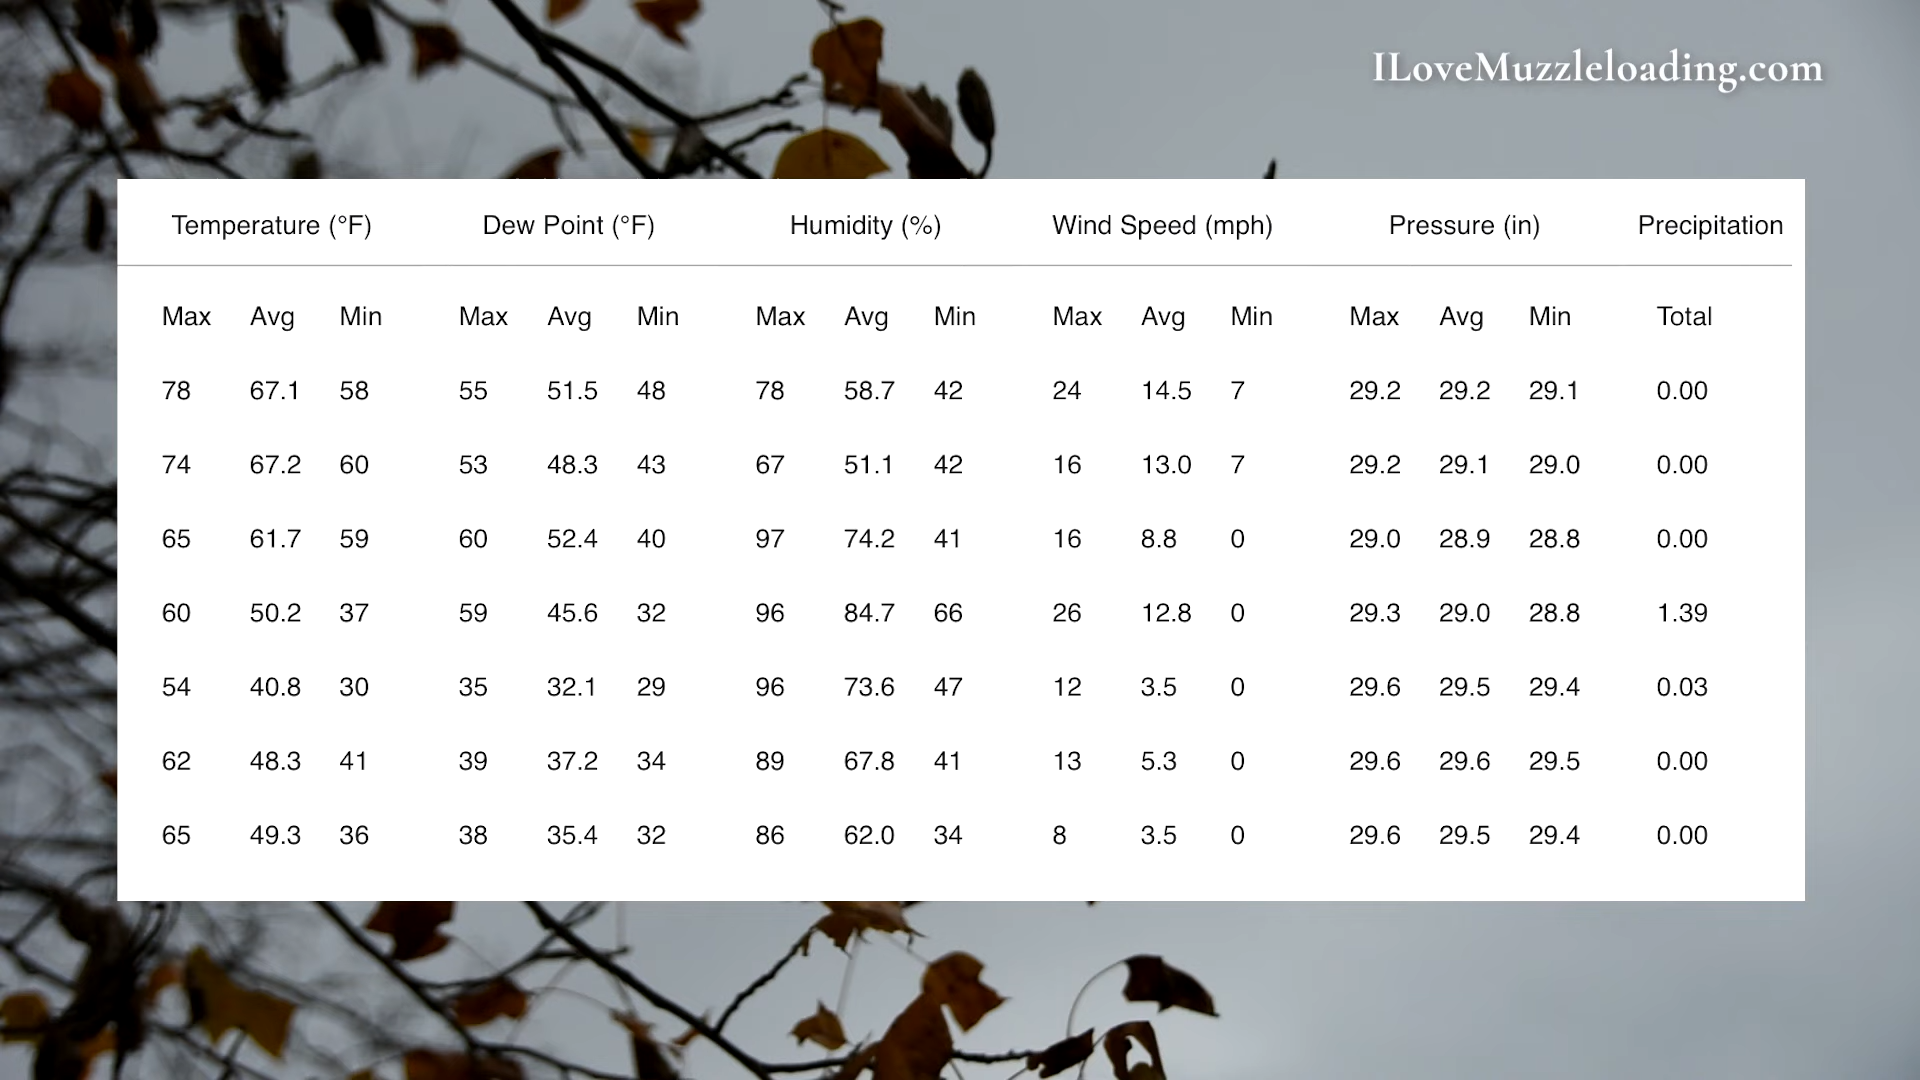 ILoveMuzzleloading.com
Temperature (°F) Dew Point (°F) Humidity (%) Wind Speed (mph) Pressure (in) Precipitation
Max Avg Min Max Avg Min Max Avg Min Max Avg Min Max Avg Min Total
78 67.1 58 55 51.5 48 78 58.7 42 24 14.5 7 29.2 29.2 29.1 0.00
74 67.2 60 53 48.3 43 67 51.1 42 16 13.0 7 29.2 29.1 29.0 0.00
65 61.7 59 60 52.4 40 97 74.2 41 16 8.8 0 29.0 28.9 28.8 0.00
60 50.2 37 59 45.6 32 96 84.7 66 26 12.8 0 29.3 29.0 28.8 1.39
54 40.8 30 35 32.1 29 96 73.6 47 12 3.5 0 29.6 29.5 29.4 0.03
62 48.3 41 39 37.2 34 89 67.8 41 13 5.3 0 29.6 29.6 29.5 0.00
65 49.3 36 38 35.4 32 86 62.0 34 8 3.5 0 29.6 29.5 29.4 0.00